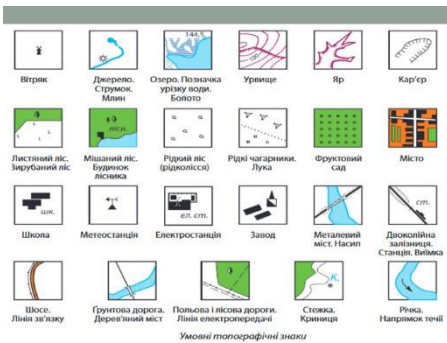 144,5
Вітряк
Джерело.
Струмок.
Млин
Озеро. Позначка
урізу води.
Болото
Урвище
Яр
Кар'єр
лісн.
Листяний ліс.
Вирубаний ліс
Мішаний ліс.
Будинок
лісника
Рідкий ліс
(рідколісся)
Рідкі чагарники.
Лука
Фруктовий
сад
Місто
шк.
ел. ст.
ст.
Школа
Метеостанція
Електростанція
Завод
Металевий
міст. Насип
Двоколійна
залізниця.
Станція. Виїмка
К.
Шосе.
Лінія зв'язку
Ґрунтова дорога.
Дерев'яний міст
Польова і лісова дороги.
Лінія електропередачі
Стежка.
Криниця
Річка.
Напрямок течії
Умовні топографічні знаки